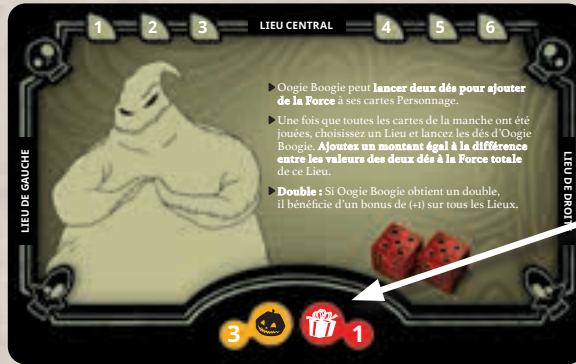 1 2 3 LIEU CENTRAL 4 5 6
LIEU DE GAUCHE
Oogie Boogie peut lancer deux dés pour ajouter
de la Force à ses cartes Personnage.
Une fois que toutes les cartes de la manche ont été
jouées, choisissez un Lieu et lancez les dés d'Oogie
Boogie. Ajoutez un montant égal à la différence
entre les valeurs des deux dés à la Force totale
de ce Lieu.
Double : Si Oogie Boogie obtient un double,
il bénéficie d'un bonus de (+1) sur tous les Lieux.
LIEU DE DROITE
3 1